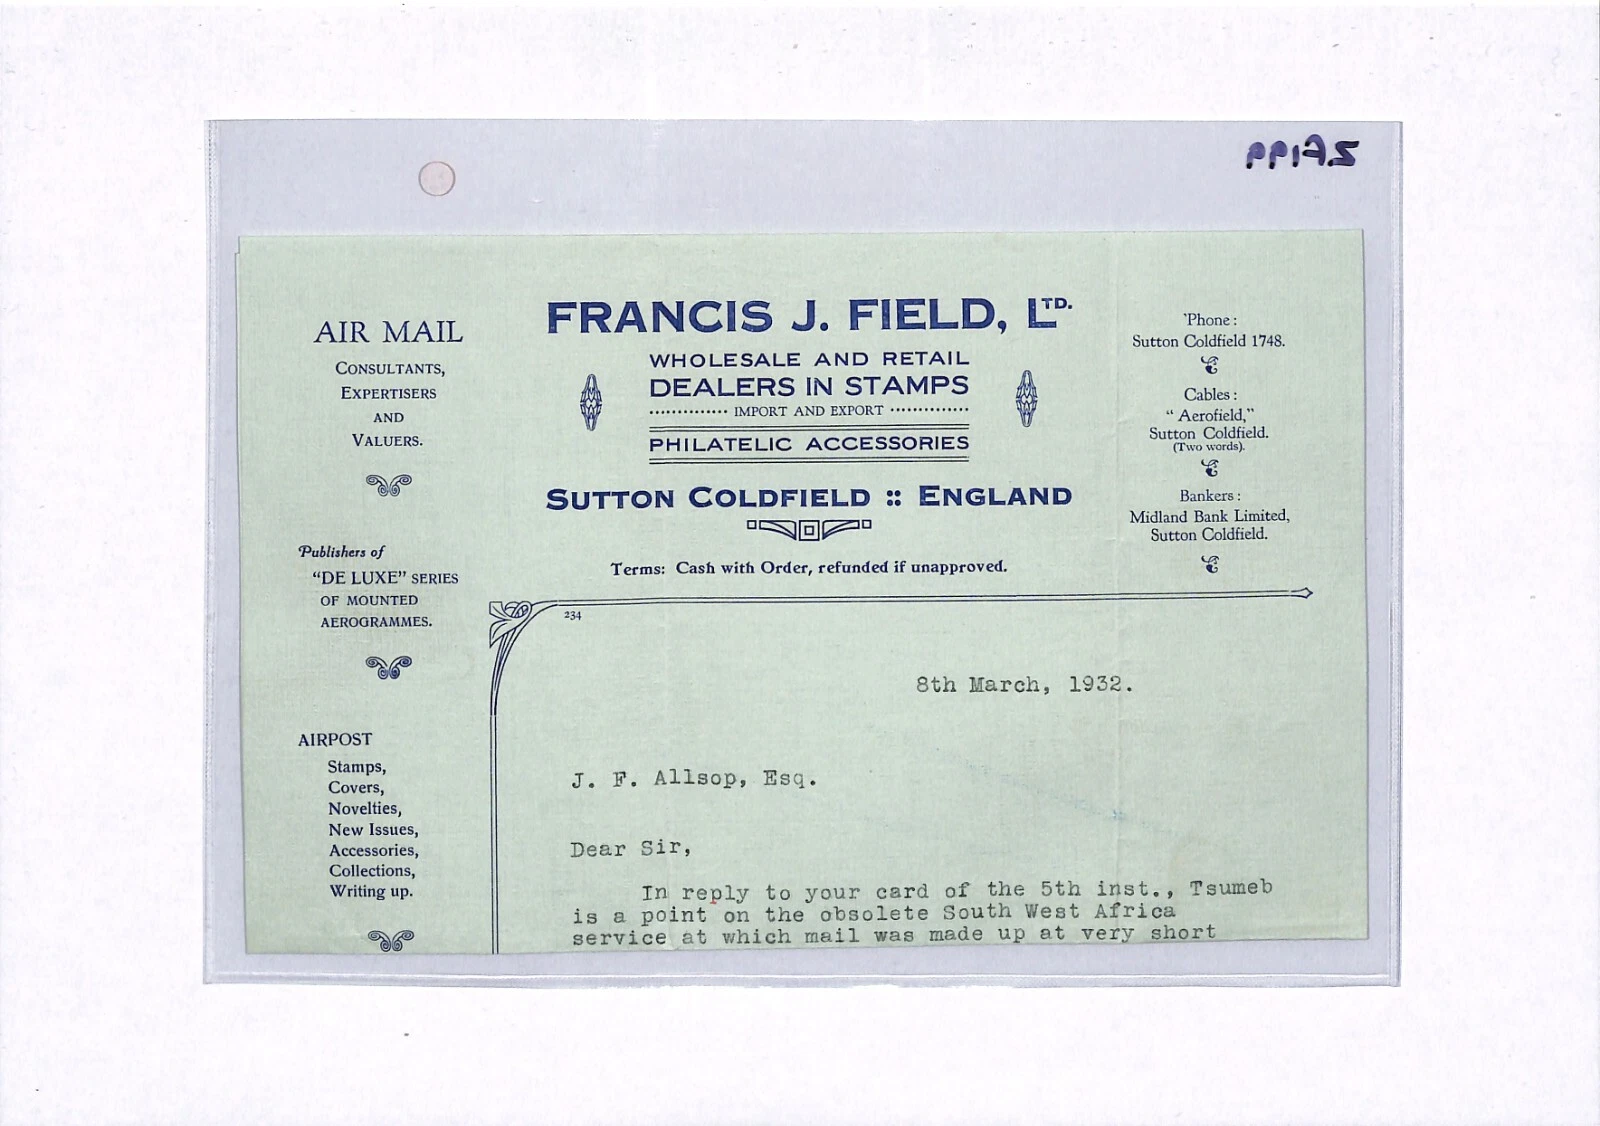 AIR MAIL
CONSULTANTS,
EXPERTISERS
AND
VALUERS.
Publishers of
"DE LUXE" SERIES
OF MOUNTED
AEROGRAMMES.
AIRPOST
Stamps,
Covers,
Novelties,
New Issues,
Accessories,
Collections,
Writing up.
FRANCIS J. FIELD, LTD.
WHOLESALE AND RETAIL
DEALERS IN STAMPS
IMPORT AND EXPORT
PHILATELIC ACCESSORIES
SUTTON COLDFIELD :: ENGLAND
Terms: Cash with Order, refunded if unapproved.
'Phone :
Sutton Coldfield 1748.
Cables :
" Aerofield,"
Sutton Coldfield.
(Two words).
Bankers :
Midland Bank Limited,
Sutton Coldfield.
234
8th March, 1932.
J. F. Allsop, Esq.
Dear Sir,
In reply to your card of the 5th inst., Tsumeb
is a point on the obsolete South West Africa
service at which mail was made up at very short